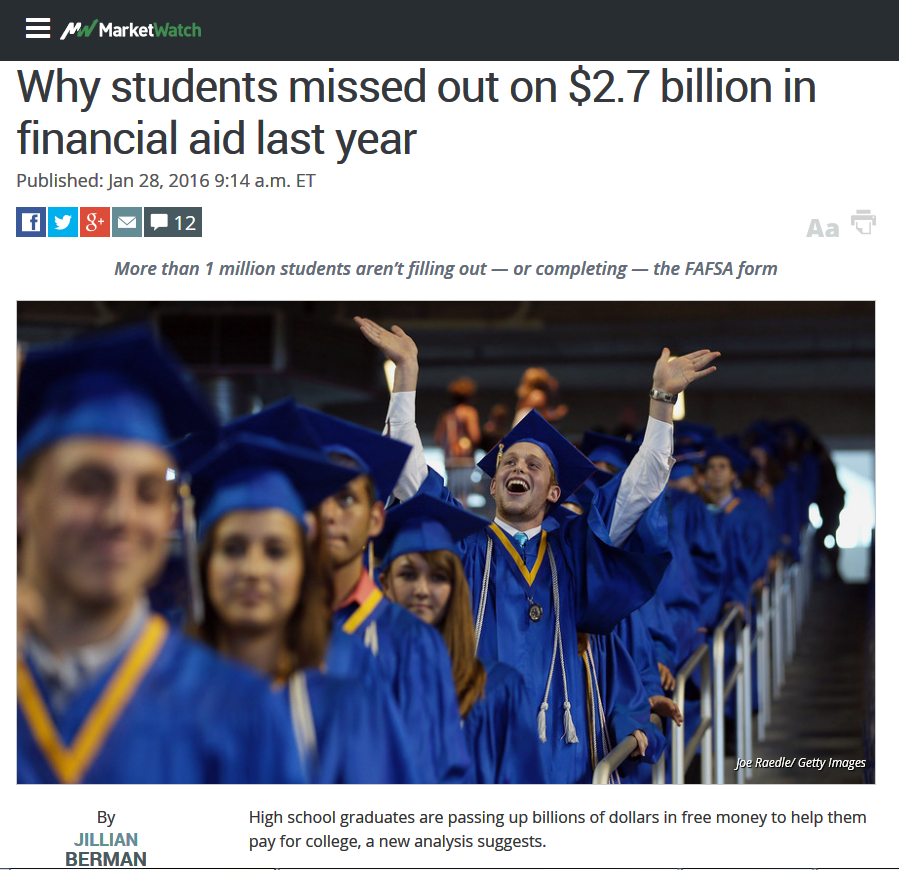 MarketWatch
Why students missed out on $2.7 billion in
financial aid last year
Published: Jan 28, 2016 9:14 a.m. ET
12
Aa
More than 1 million students aren't filling out — or completing — the FAFSA form
Joe Raedle/ Getty Images
By
JILLIAN
BERMAN
High school graduates are passing up billions of dollars in free money to help them
pay for college, a new analysis suggests.